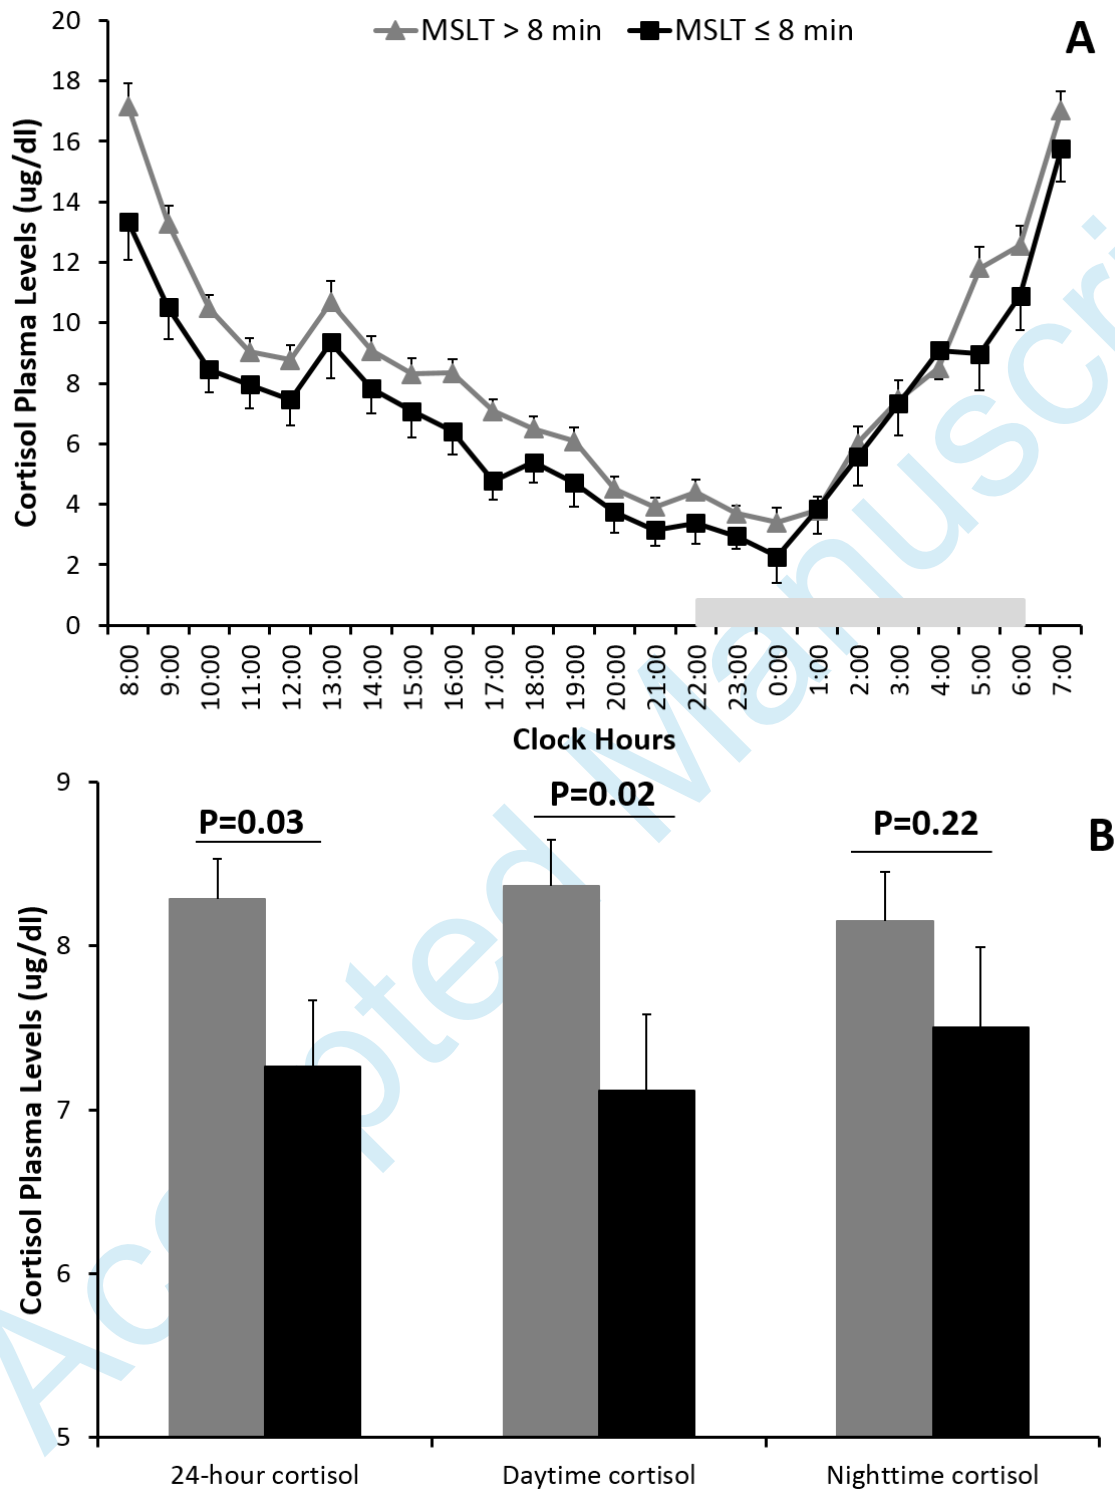 MSLT > 8 min
MSLT ≤ 8 min
A
Cortisol Plasma Levels (ug/dl)
20
18
16
14
12
10
8
6
4
2
0
8:00
9:00
10:00
11:00
12:00
13:00
14:00
15:00
16:00
17:00
18:00
19:00
20:00
21:00
22:00
23:00
0:00
1:00
2:00
3:00
4:00
5:00
6:00
7:00
Clock Hours
B
Cortisol Plasma Levels (ug/dl)
9
8
7
6
5
P=0.03
P=0.02
P=0.22
24-hour cortisol
Daytime cortisol
Nighttime cortisol
Accepted Manuscri